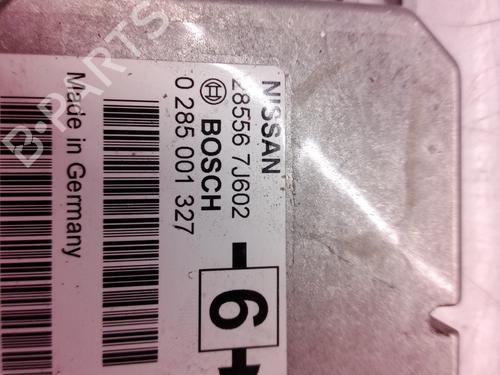 NISSAN
28556 7J602
BOSCH
0 285 001 327
Made in Germany
6
B-PARTS